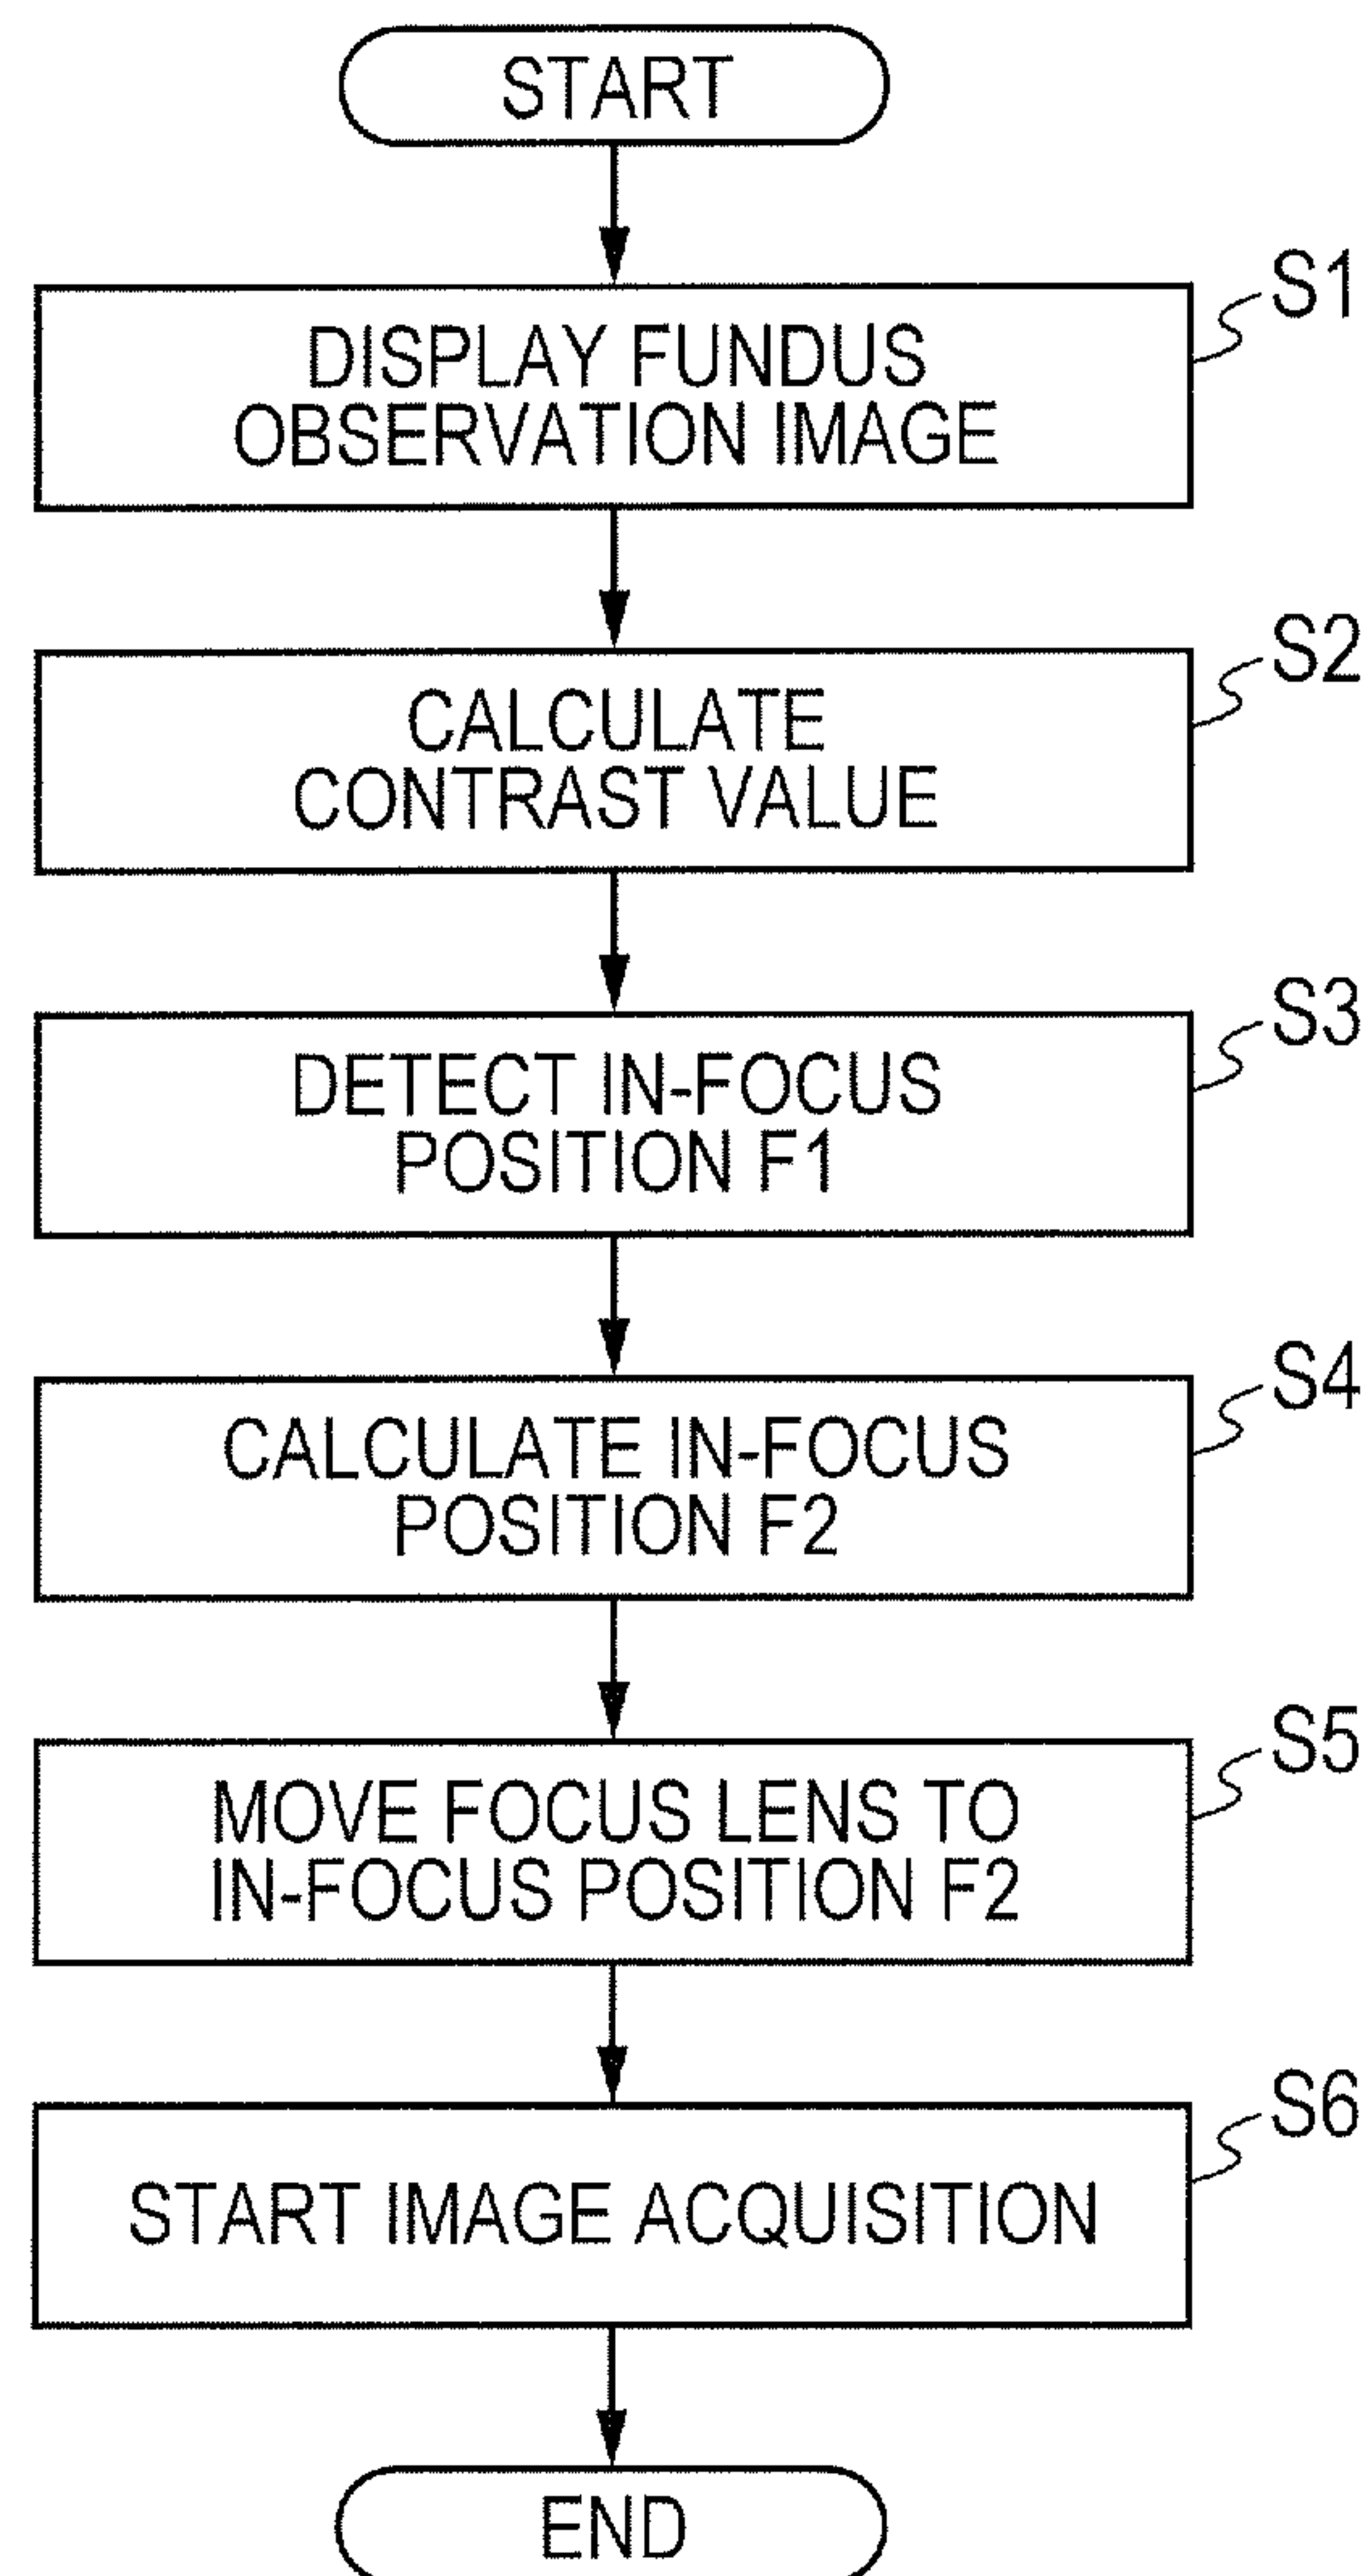 START
S1
DISPLAY FUNDUS
OBSERVATION IMAGE
S2
CALCULATE
CONTRAST VALUE
S3
DETECT IN-FOCUS
POSITION F1
S4
CALCULATE IN-FOCUS
POSITION F2
S5
MOVE FOCUS LENS TO
IN-FOCUS POSITION F2
S6
START IMAGE ACQUISITION
END